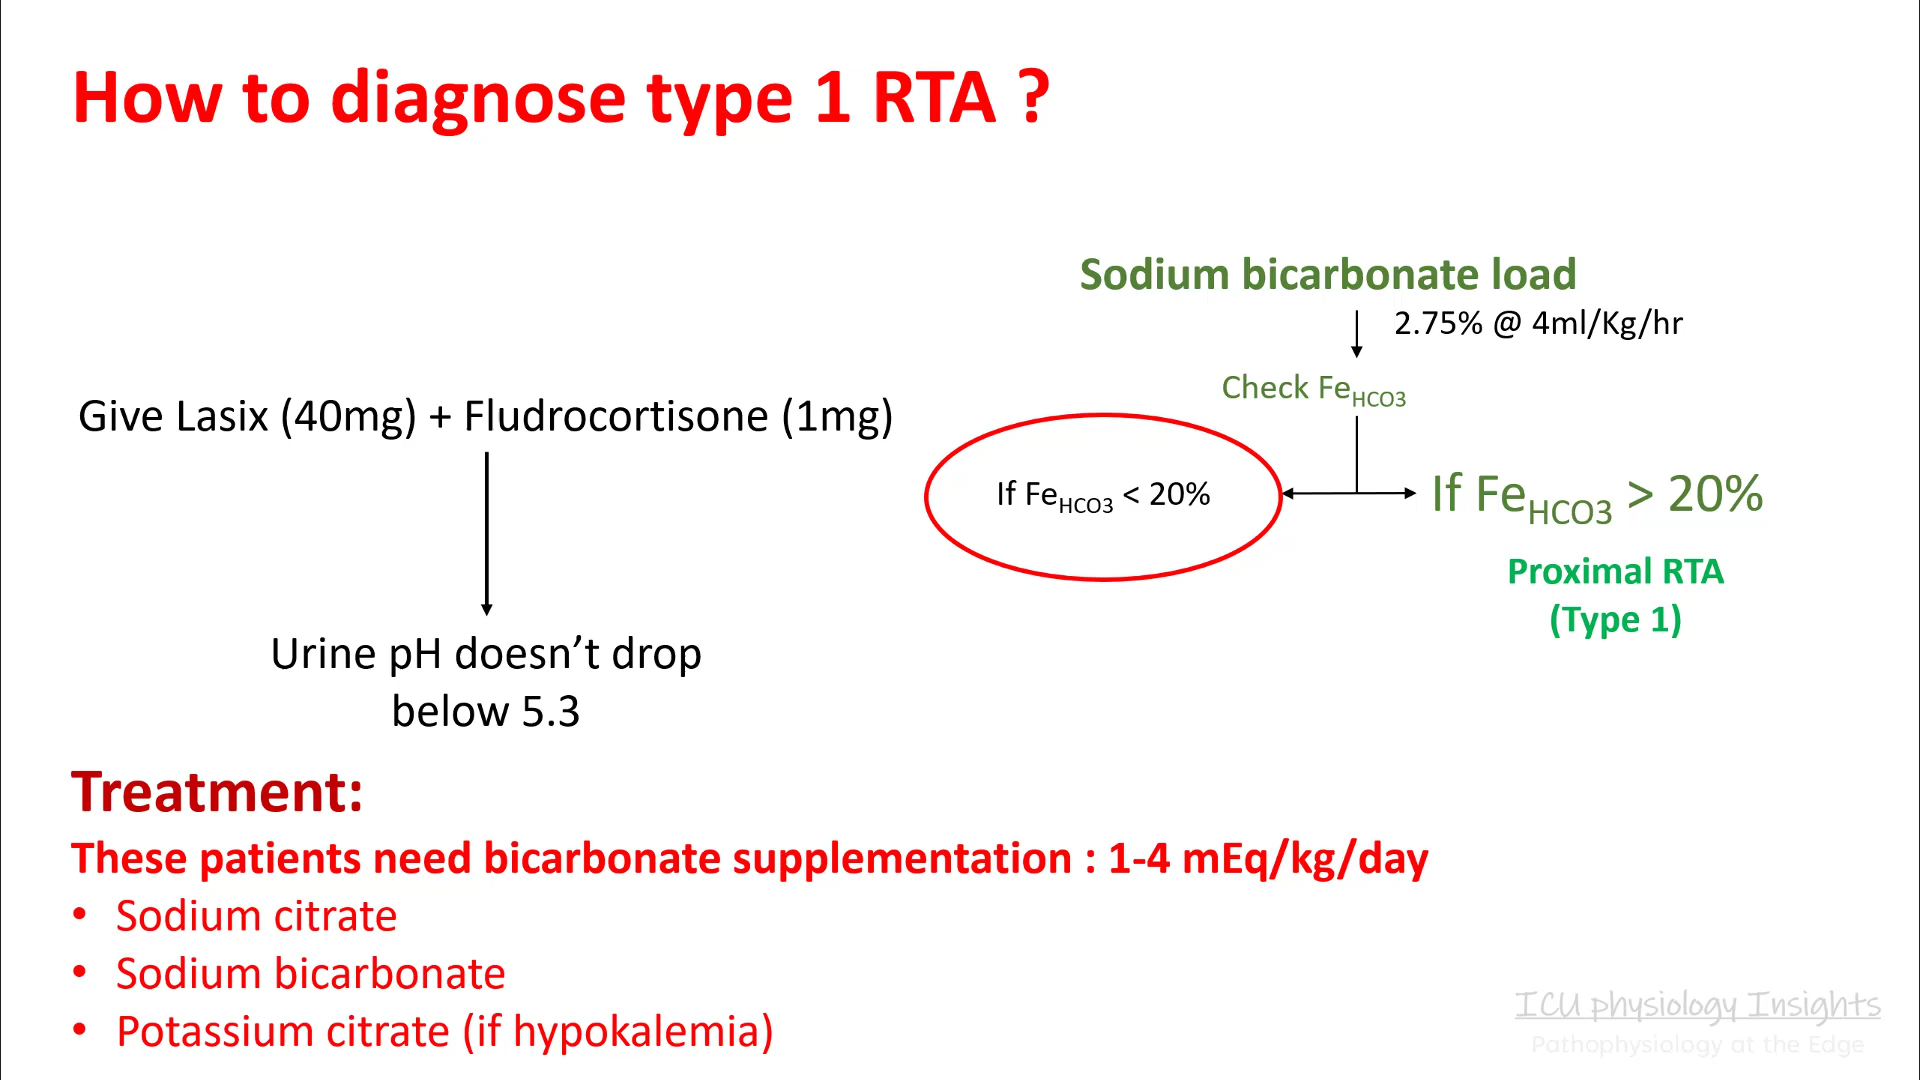 How to diagnose type 1 RTA ?
Sodium bicarbonate load
2.75% @ 4ml/Kg/hr
Check FeHCO3
Give Lasix (40mg) + Fludrocortisone (1mg)
If FeHCO3 < 20%
If FeHCO3 > 20%
Proximal RTA
(Type 1)
Urine pH doesn’t drop
below 5.3
Treatment:
These patients need bicarbonate supplementation : 1-4 mEq/kg/day
• Sodium citrate
• Sodium bicarbonate
• Potassium citrate (if hypokalemia)
ICU physiology Insights
Pathophysiology at the Edge